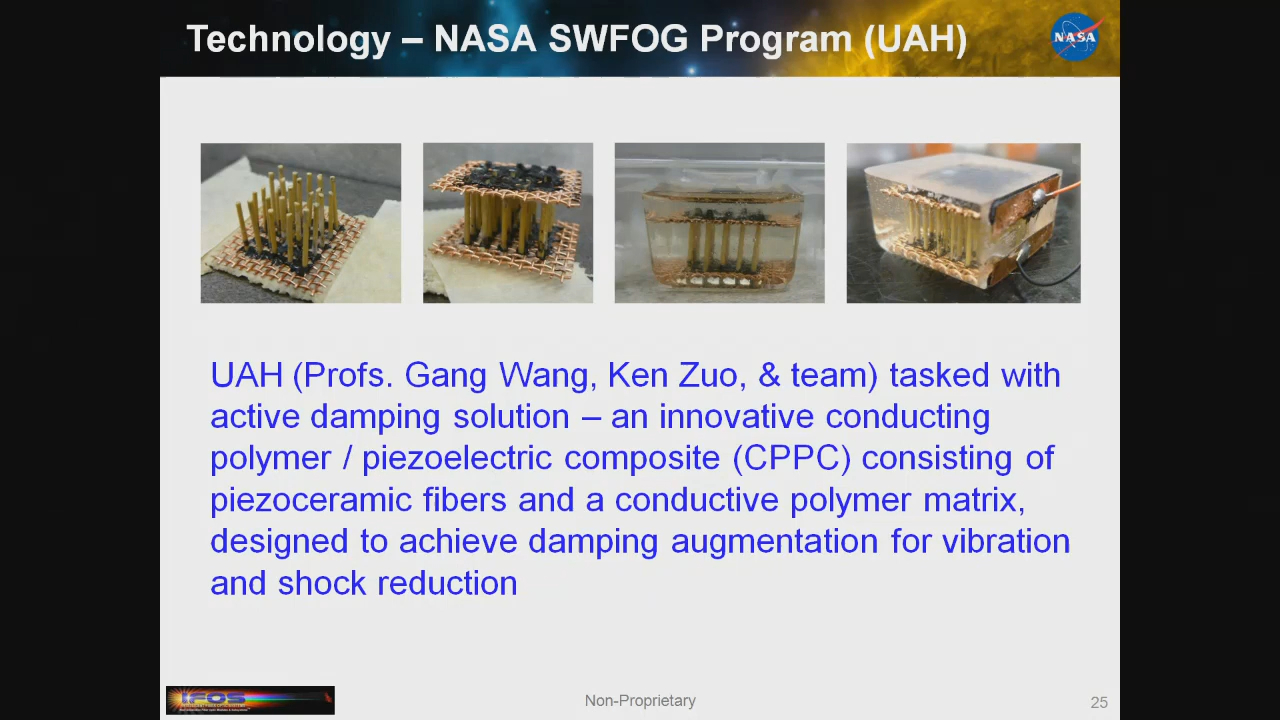 Technology – NASA SWFOG Program (UAH)
NASA
UAH (Profs. Gang Wang, Ken Zuo, & team) tasked with
active damping solution – an innovative conducting
polymer / piezoelectric composite (CPPC) consisting of
piezoceramic fibers and a conductive polymer matrix,
designed to achieve damping augmentation for vibration
and shock reduction
IFOS
Non-Proprietary
25